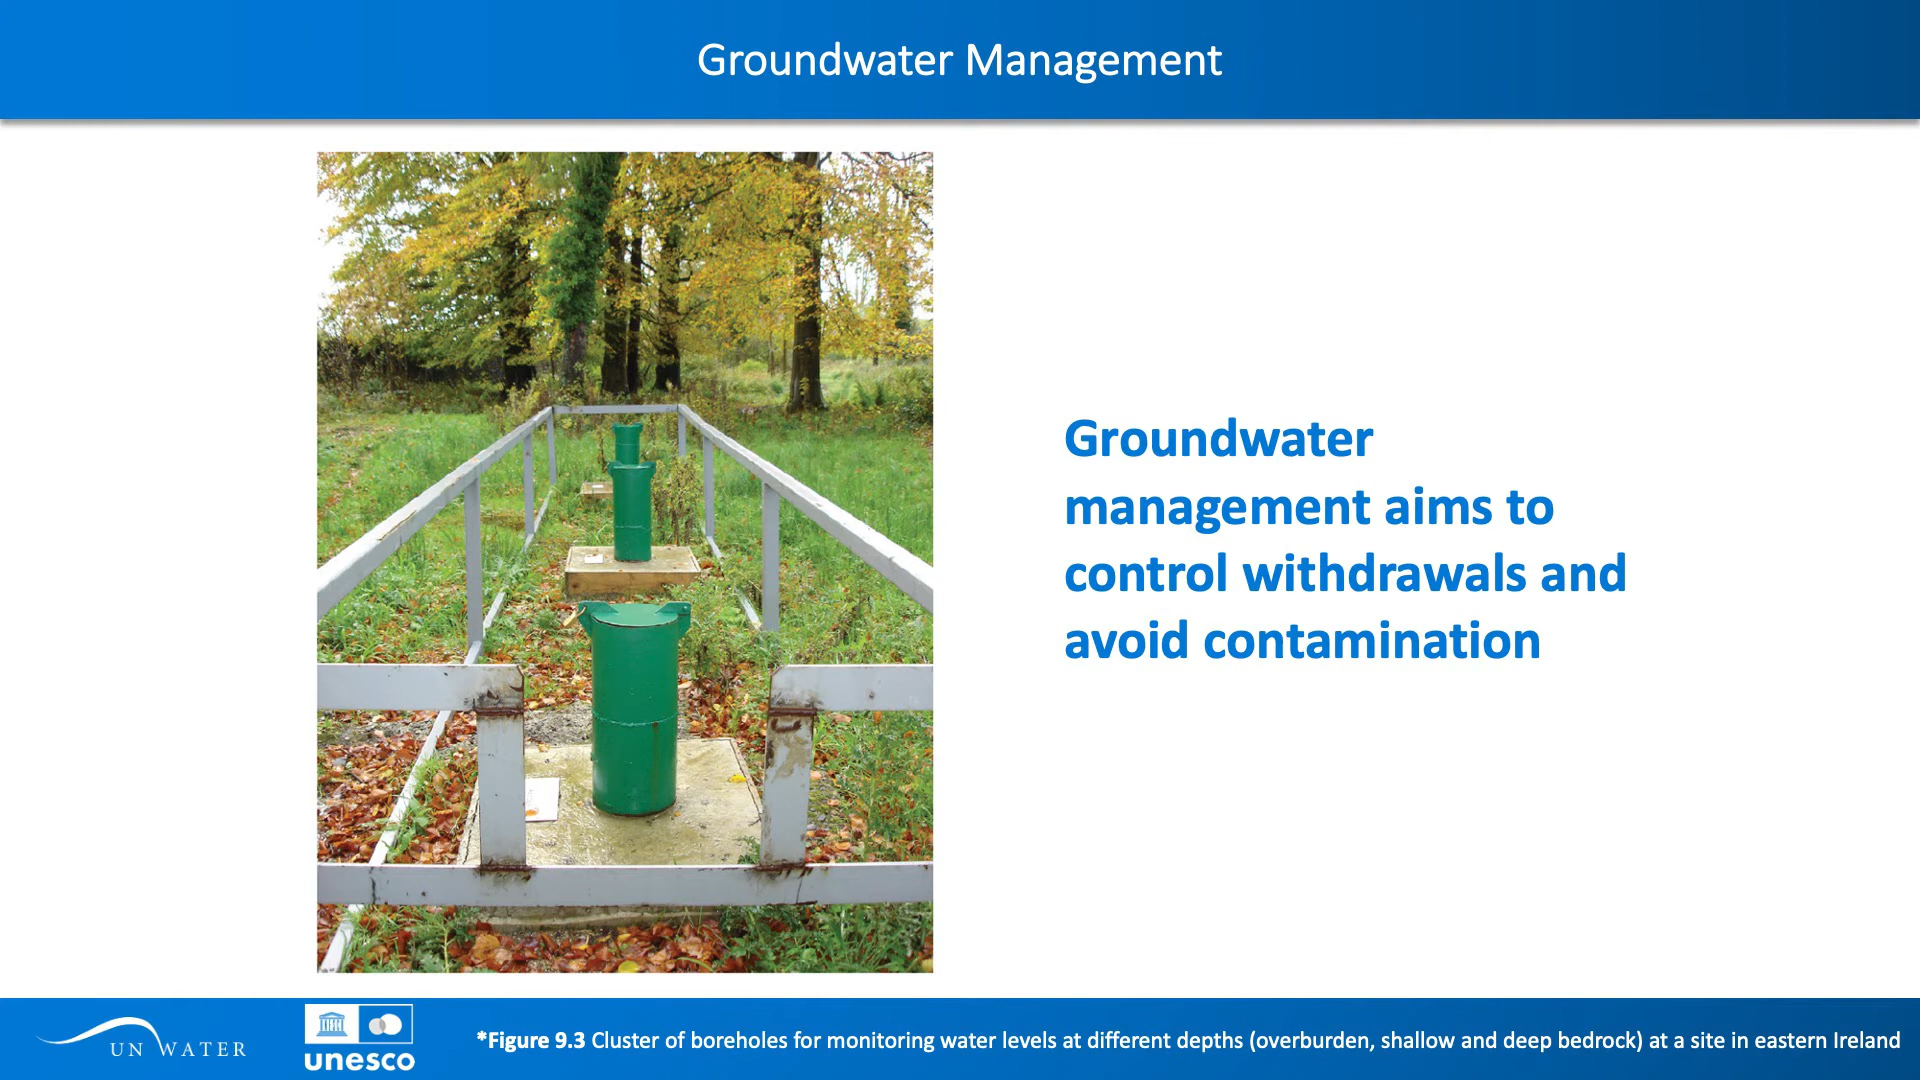 Groundwater Management
Groundwater
management aims to
control withdrawals and
avoid contamination
UN WATER
unesco
*Figure 9.3 Cluster of boreholes for monitoring water levels at different depths (overburden, shallow and deep bedrock) at a site in eastern Ireland